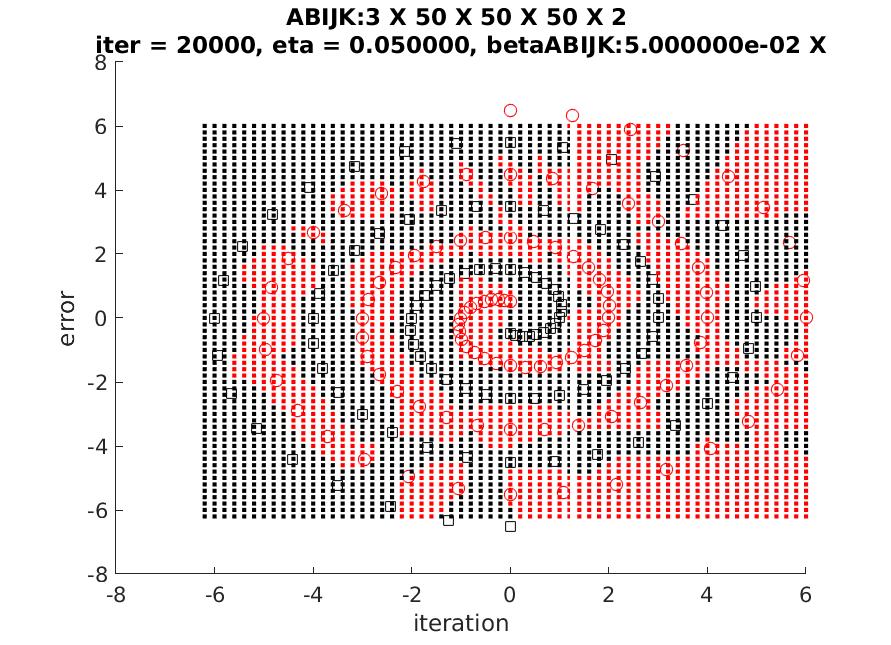 ABIJK:3 X 50 X 50 X 50 X 2
iter = 20000, eta = 0.050000, betaABIJK:5.000000e-02 X
8
6
4
2
0
-2
-4
-6
-8
error
-8 -6 -4 -2 0 2 4 6
iteration